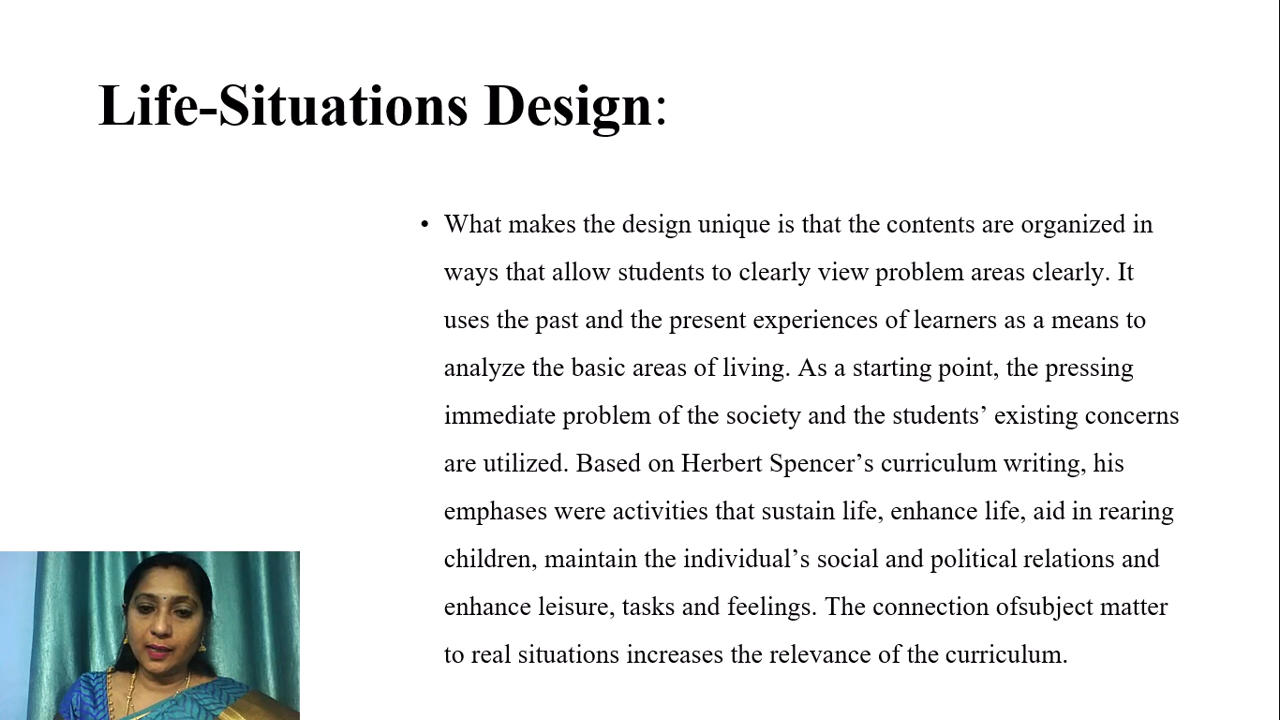 Life-Situations Design:
• What makes the design unique is that the contents are organized in
ways that allow students to clearly view problem areas clearly. It
uses the past and the present experiences of learners as a means to
analyze the basic areas of living. As a starting point, the pressing
immediate problem of the society and the students’ existing concerns
are utilized. Based on Herbert Spencer’s curriculum writing, his
emphases were activities that sustain life, enhance life, aid in rearing
children, maintain the individual’s social and political relations and
enhance leisure, tasks and feelings. The connection ofsubject matter
to real situations increases the relevance of the curriculum.